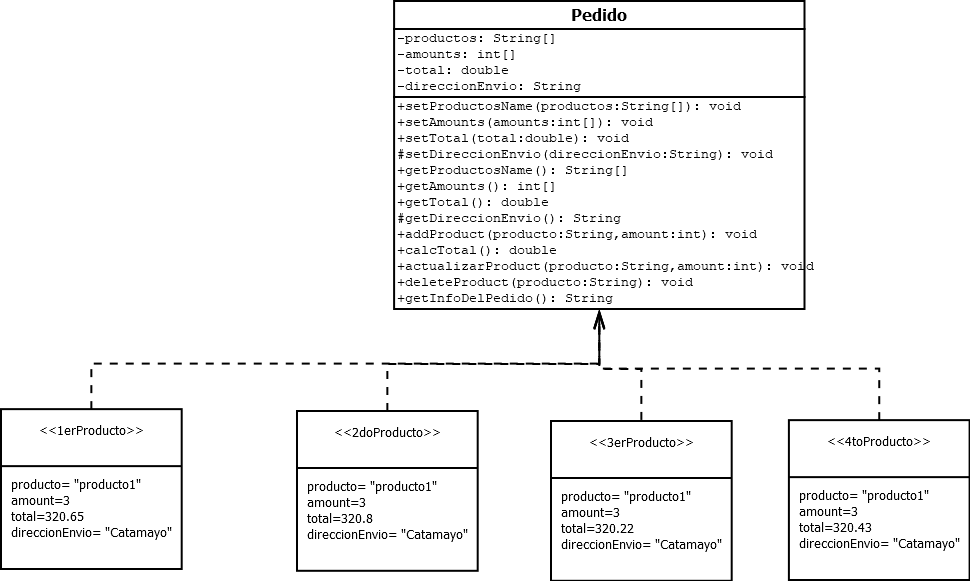 Pedido
-productos: String[]
-amounts: int[]
-total: double
-direccionEnvio: String
+setProductosName(productos:String[]): void
+setAmounts(amounts:int[]): void
+setTotal(total:double): void
#setDireccionEnvio(direccionEnvio:String): void
+getProductosName(): String[]
+getAmounts(): int[]
+getTotal(): double
#getDireccionEnvio(): String
+addProduct(producto:String,amount:int): void
+calcTotal(): double
+actualizarProduct(producto:String,amount:int): void
+deleteProduct(producto:String): void
+getInfoDelPedido(): String
<<1erProducto>>
producto= "producto1"
amount=3
total=320.65
direccionEnvio= "Catamayo"
<<2doProducto>>
producto= "producto1"
amount=3
total=320.8
direccionEnvio= "Catamayo"
<<3erProducto>>
producto= "producto1"
amount=3
total=320.22
direccionEnvio= "Catamayo"
<<4toProducto>>
producto= "producto1"
amount=3
total=320.43
direccionEnvio= "Catamayo"